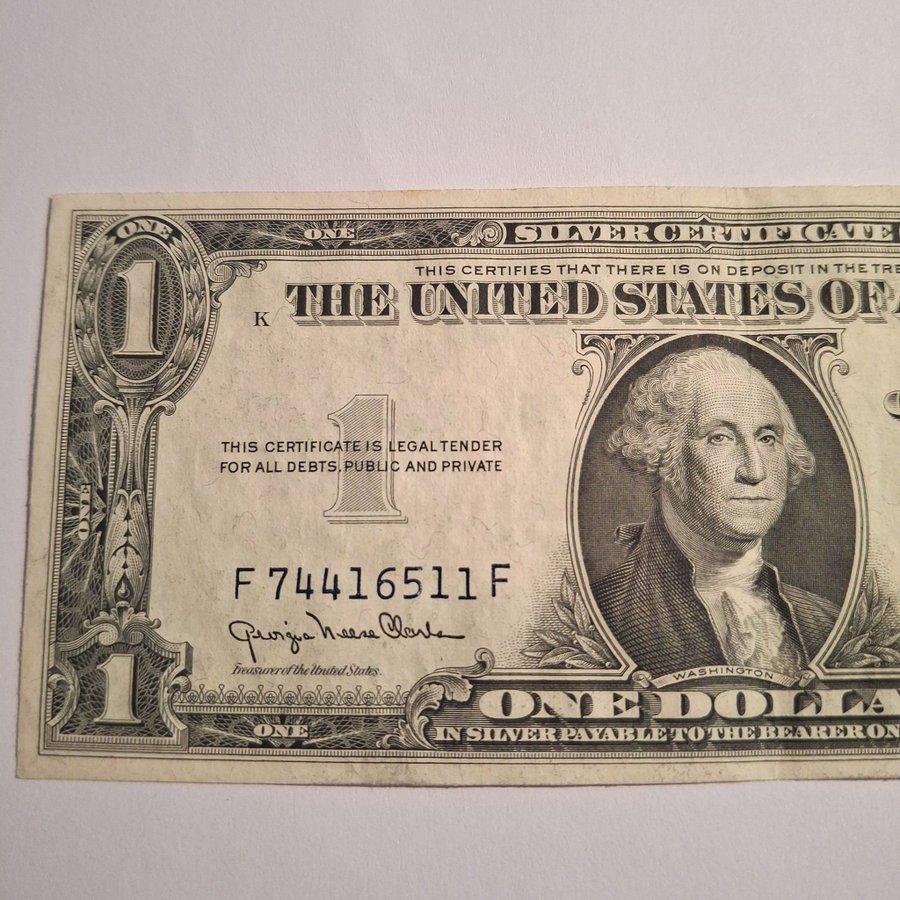 ONE ONE SILVER CERTIFICATE
1 THIS CERTIFIES THAT THERE IS ON DEPOSIT IN THE TRE
K THE UNITED STATES OF
1
THIS CERTIFICATE IS LEGAL TENDER
FOR ALL DEBTS, PUBLIC AND PRIVATE
ONE
F 74416511 F
Georgia Neese Clark
Treasurer of the United States.
WASHINGTON
1 ONE DOLLA
ONE IN SILVER PAYABLE TO THE BEARER ON